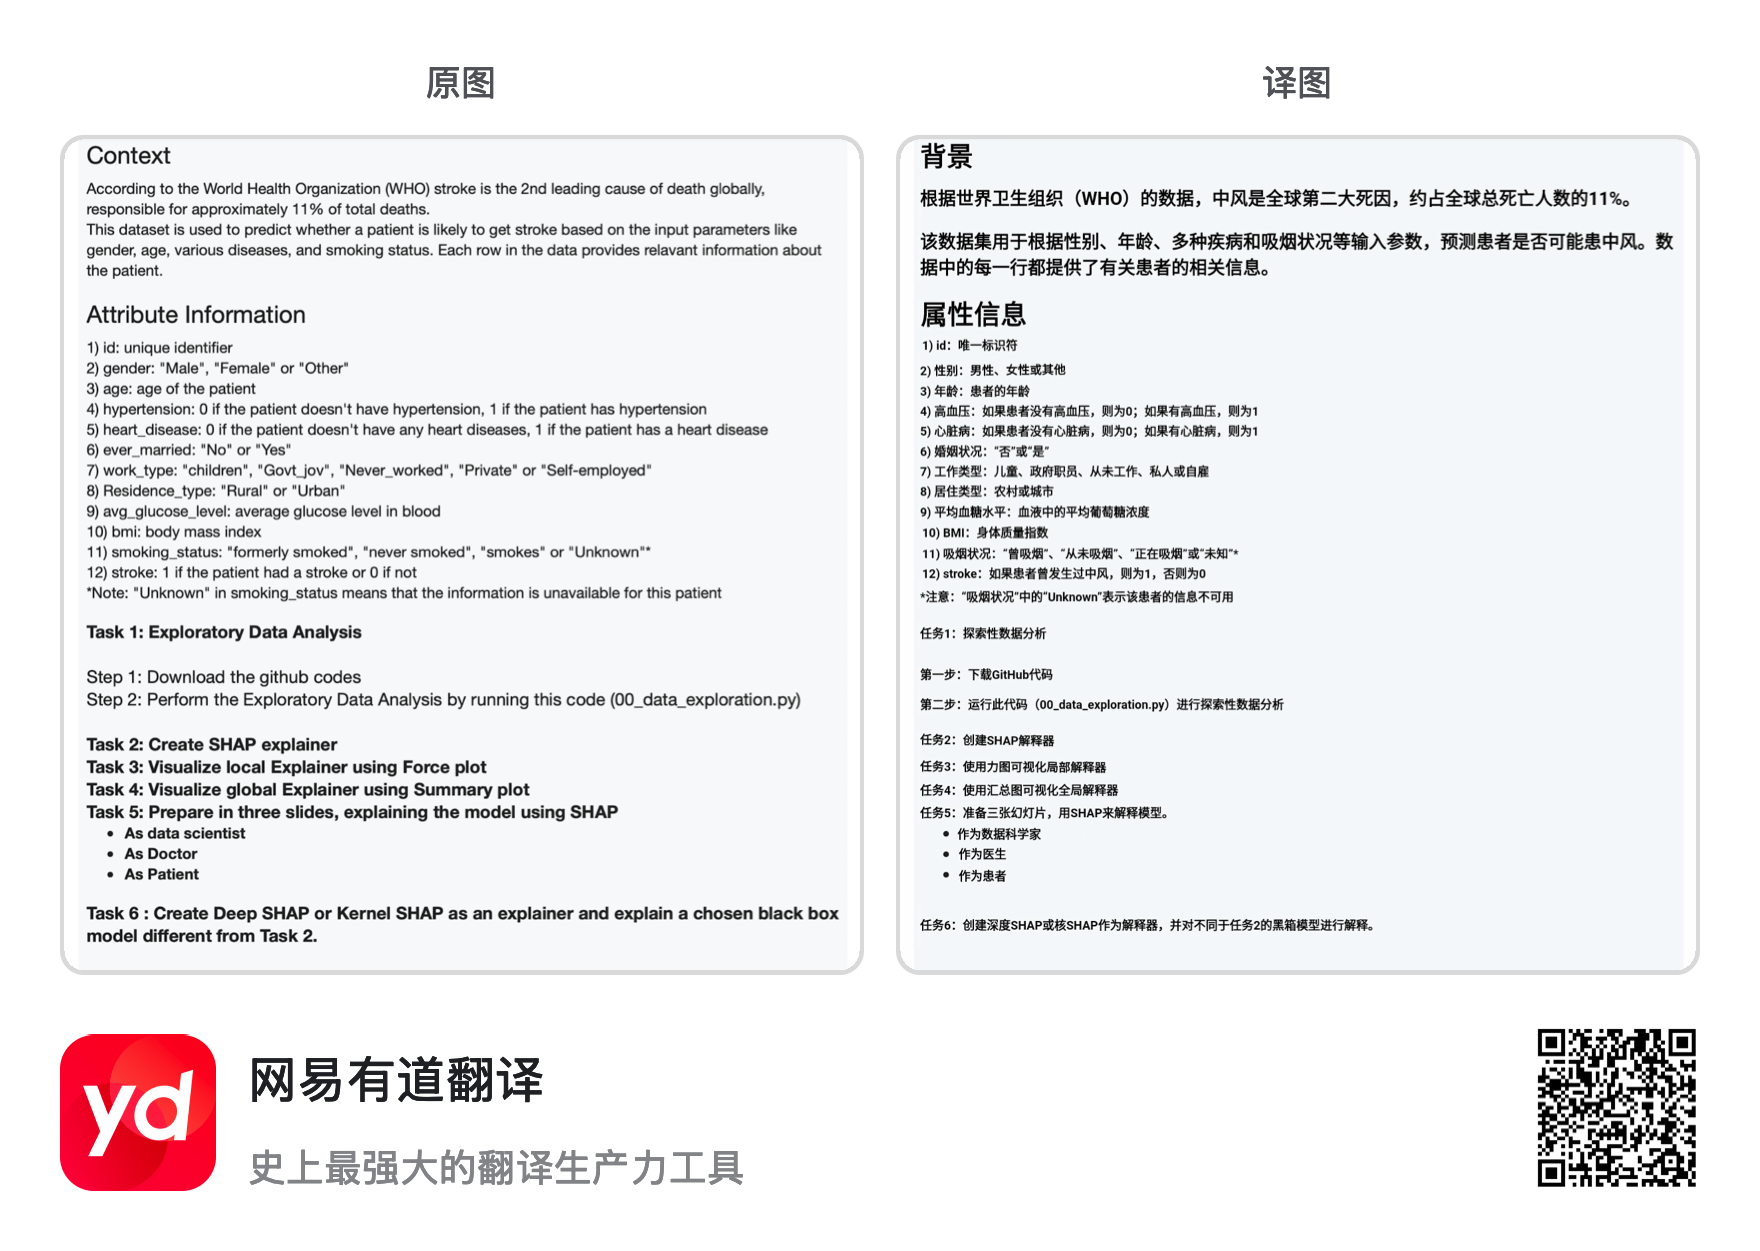 原图
Context
According to the World Health Organization (WHO) stroke is the 2nd leading cause of death globally,
responsible for approximately 11% of total deaths.
This dataset is used to predict whether a patient is likely to get stroke based on the input parameters like
gender, age, various diseases, and smoking status. Each row in the data provides relavant information about
the patient.
Attribute Information
1) id: unique identifier
2) gender: "Male", "Female" or "Other"
3) age: age of the patient
4) hypertension: 0 if the patient doesn't have hypertension, 1 if the patient has hypertension
5) heart_disease: 0 if the patient doesn't have any heart diseases, 1 if the patient has a heart disease
6) ever_married: "No" or "Yes"
7) work_type: "children", "Govt_jov", "Never_worked", "Private" or "Self-employed"
8) Residence_type: "Rural" or "Urban"
9) avg_glucose_level: average glucose level in blood
10) bmi: body mass index
11) smoking_status: "formerly smoked", "never smoked", "smokes" or "Unknown"*
12) stroke: 1 if the patient had a stroke or 0 if not
*Note: "Unknown" in smoking_status means that the information is unavailable for this patient
Task 1: Exploratory Data Analysis
Step 1: Download the github codes
Step 2: Perform the Exploratory Data Analysis by running this code (00_data_exploration.py)
Task 2: Create SHAP explainer
Task 3: Visualize local Explainer using Force plot
Task 4: Visualize global Explainer using Summary plot
Task 5: Prepare in three slides, explaining the model using SHAP
• As data scientist
• As Doctor
• As Patient
Task 6 : Create Deep SHAP or Kernel SHAP as an explainer and explain a chosen black box
model different from Task 2.
译图
背景
根据世界卫生组织（WHO）的数据，中风是全球第二大死因，约占全球总死亡人数的11%。
该数据集用于根据性别、年龄、多种疾病和吸烟状况等输入参数，预测患者是否可能患中风。数
据中的每一行都提供了有关患者的相关信息。
属性信息
1) id：唯一标识符
2) 性别：男性、女性或其他
3) 年龄：患者的年龄
4) 高血压：如果患者没有高血压，则为0；如果有高血压，则为1
5) 心脏病：如果患者没有心脏病，则为0；如果有心脏病，则为1
6) 婚姻状况：“否”或“是”
7) 工作类型：儿童、政府职员、从未工作、私人或自雇
8) 居住类型：农村或城市
9) 平均血糖水平：血液中的平均葡萄糖浓度
10) BMI：身体质量指数
11) 吸烟状况：“曾吸烟”、“从未吸烟”、“正在吸烟”或“未知”*
12) stroke：如果患者曾发生过中风，则为1，否则为0
*注意：“吸烟状况”中的“Unknown”表示该患者的信息不可用
任务1：探索性数据分析
第一步：下载GitHub代码
第二步：运行此代码（00_data_exploration.py）进行探索性数据分析
任务2：创建SHAP解释器
任务3：使用力图可视化局部解释器
任务4：使用汇总图可视化全局解释器
任务5：准备三张幻灯片，用SHAP来解释模型。
• 作为数据科学家
• 作为医生
• 作为患者
任务6：创建深度SHAP或核SHAP作为解释器，并对不同于任务2的黑箱模型进行解释。
yd
网易有道翻译
史上最强大的翻译生产力工具